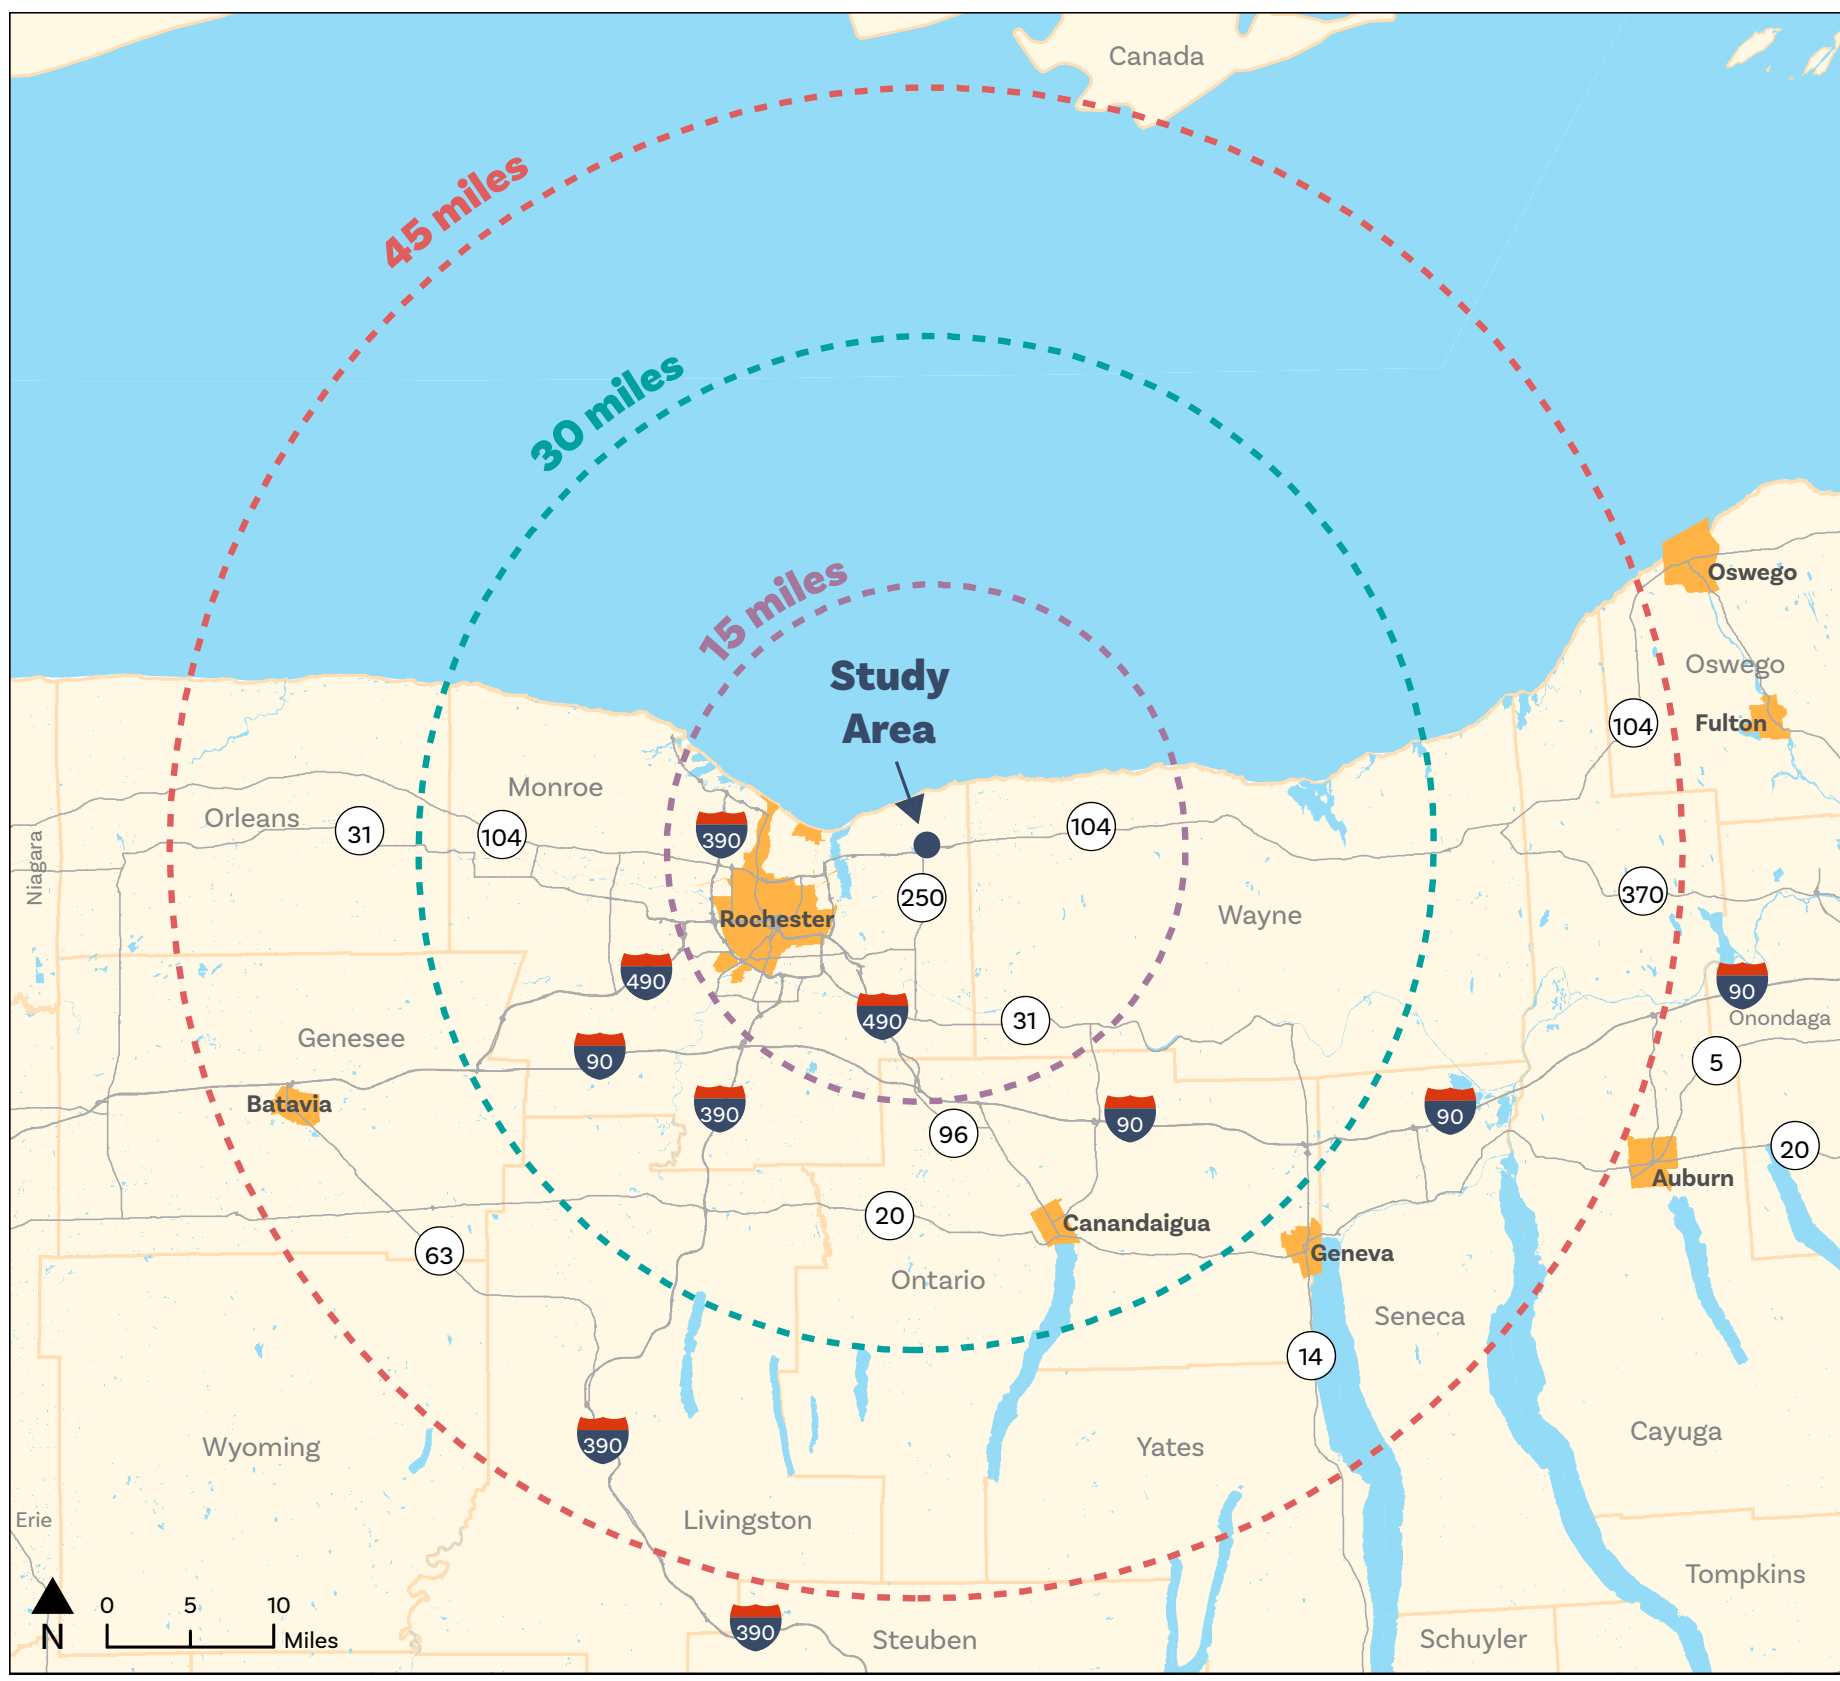 Canada
45 miles
30 miles
15 miles
Study
Area
Oswego
Oswego
Fulton
104
Monroe
Orleans
31
104
390
104
Niagara
250
370
Rochester
Wayne
490
90
490
31
Onondaga
Genesee
90
5
Batavia
390
90
90
96
20
Auburn
20
Canandaigua
63
Geneva
Ontario
Seneca
14
390
Wyoming
Yates
Cayuga
Erie
Livingston
Tompkins
0 5 10
Miles
N
390
Steuben
Schuyler